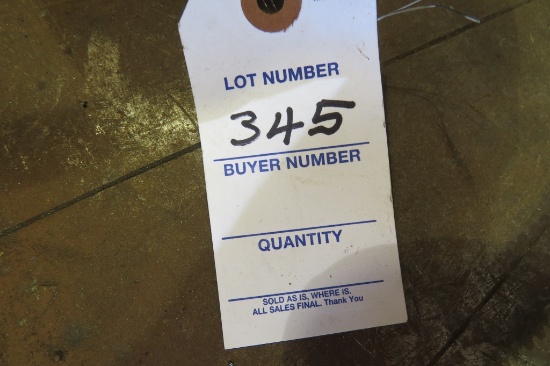 LOT NUMBER
345
BUYER NUMBER
QUANTITY
SOLD AS IS, WHERE IS.
ALL SALES FINAL. Thank You